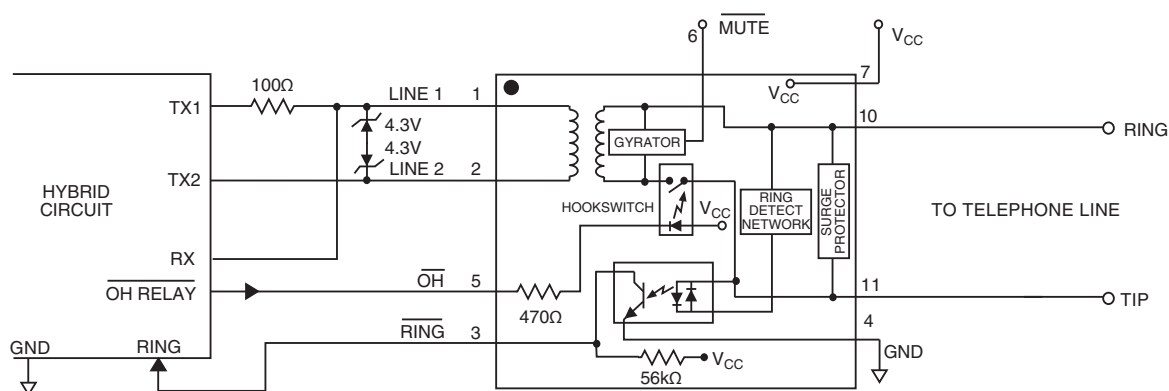 6
MUTE
VCC
7
VCC
100Ω
TX1
LINE 1
1
10
RING
4.3V
4.3V
GYRATOR
TX2
LINE 2
2
HYBRID
CIRCUIT
HOOKSWITCH
VCC
RING
DETECT
NETWORK
SURGE
PROTECTOR
TO TELEPHONE LINE
RX
OH RELAY
OH
5
11
TIP
470Ω
RING
3
4
GND
RING
GND
VCC
56kΩ